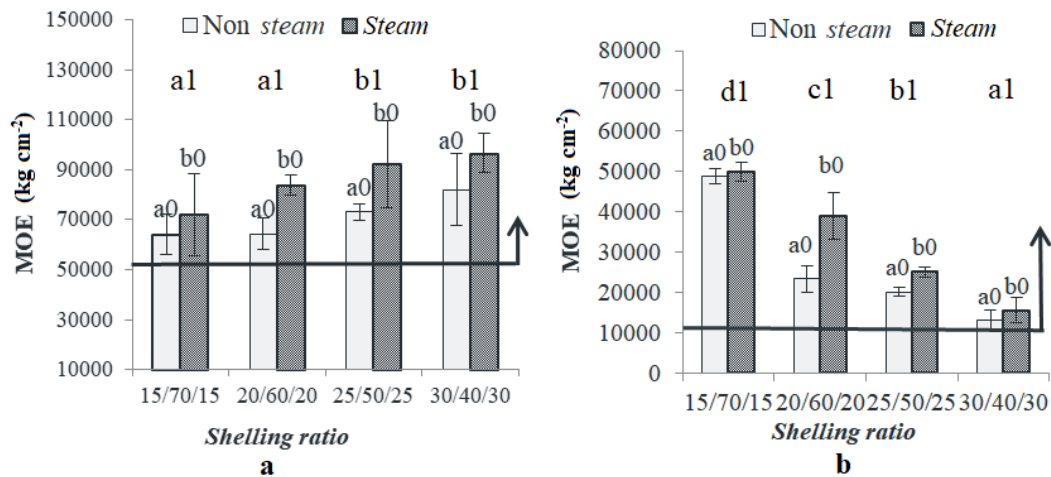 Non steam Steam
150000
130000
110000
90000
70000
50000
30000
10000
MOE (kg cm-2)
a1 a1 b1 b1
a0 b0 a0 b0 a0 b0 a0 b0
15/70/15 20/60/20 25/50/25 30/40/30
Shelling ratio
a
Non steam Steam
80000
70000
60000
50000
40000
30000
20000
10000
0
MOE (kg cm-2)
d1 c1 b1 a1
a0 b0 a0 b0 a0 b0 a0 b0
15/70/15 20/60/20 25/50/25 30/40/30
Shelling ratio
b